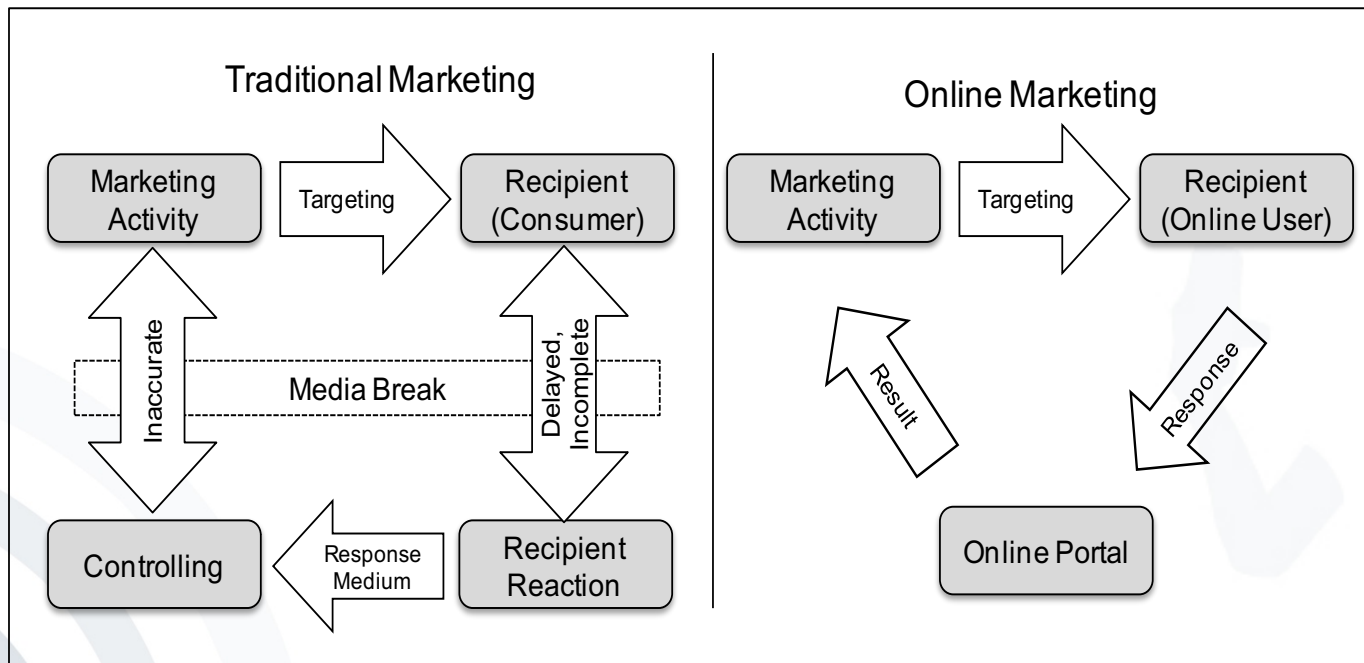 Traditional Marketing
Marketing
Activity
Targeting
Recipient
(Consumer)
Inaccurate
Media Break
Delayed,
Incomplete
Controlling
Response
Medium
Recipient
Reaction
Online Marketing
Marketing
Activity
Targeting
Recipient
(Online User)
Result
Response
Online Portal